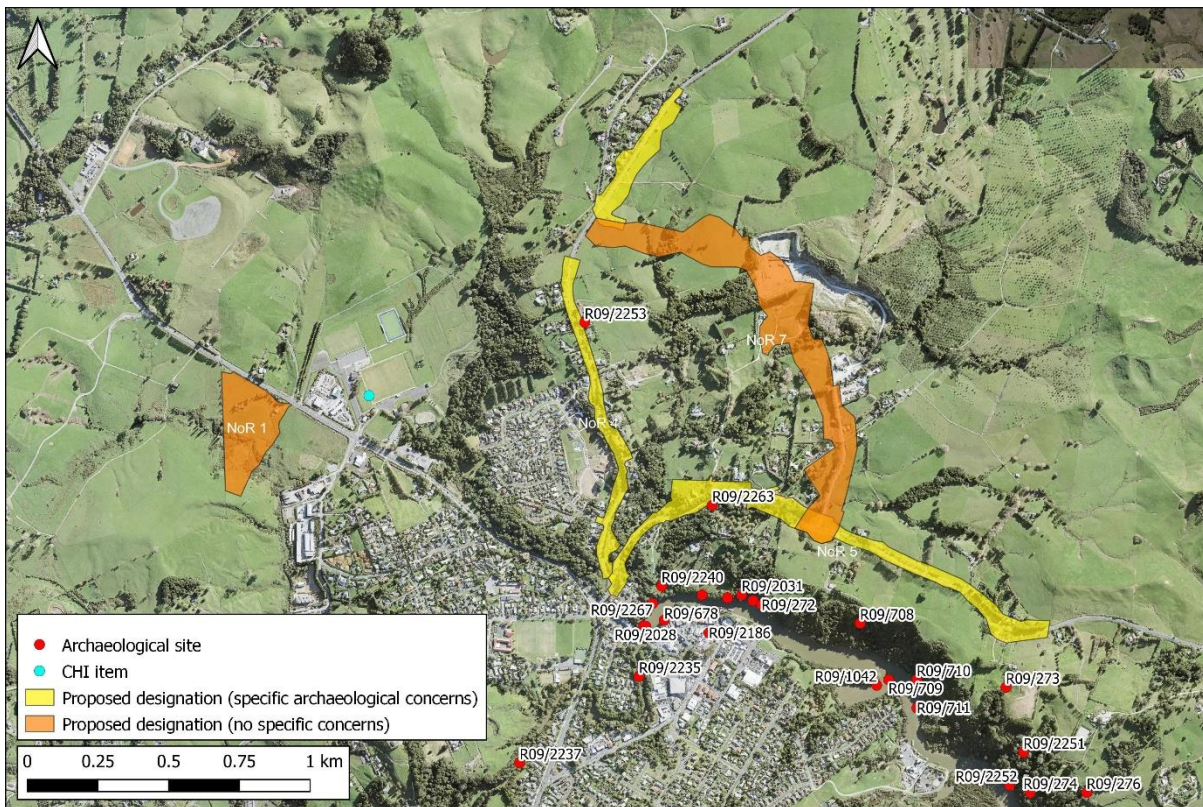 R09/2253
NoR 7
NoR 1
NoR 4
R09/2263
NoR 5
R09/2240
R09/2031
R09/2267
R09/272
R09/678
R09/708
R09/2028
R09/2186
R09/2235
R09/1042
R09/710
R09/709
R09/273
R09/711
R09/2251
R09/2237
R09/2252
R09/274
R09/276
Archaeological site
CHI item
Proposed designation (specific archaeological concerns)
Proposed designation (no specific concerns)
0 0.25 0.5 0.75 1 km